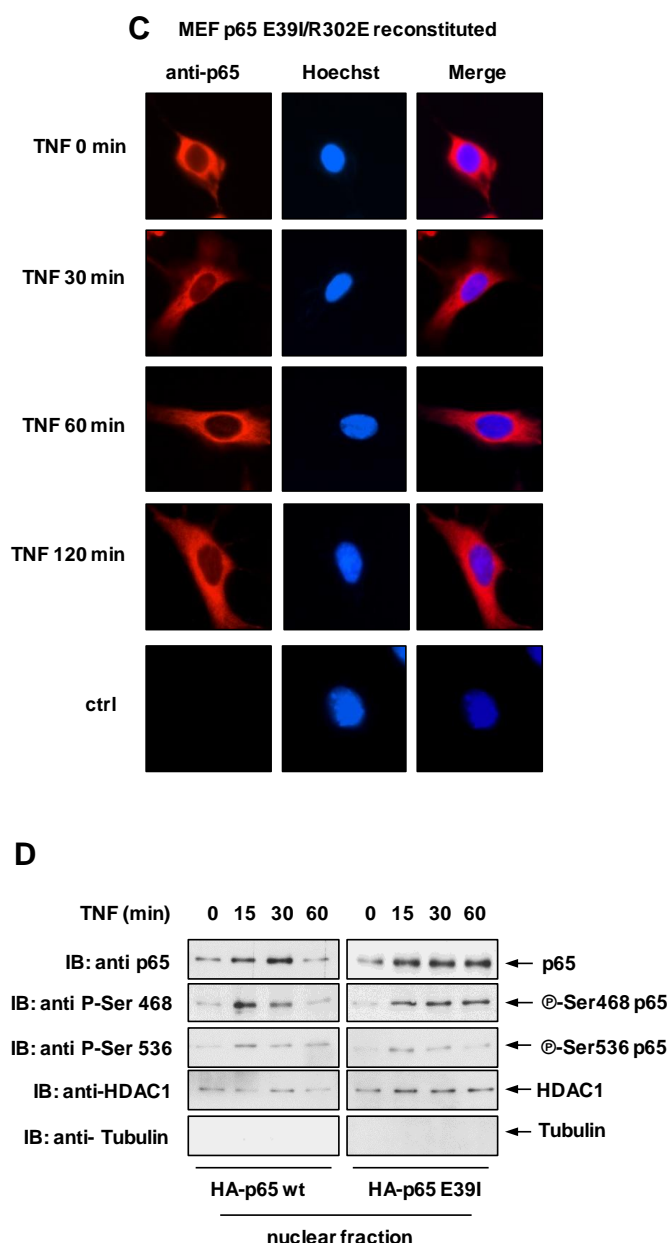 C MEF p65 E39I/R302E reconstituted
anti-p65 Hoechst Merge
TNF 0 min
TNF 30 min
TNF 60 min
TNF 120 min
ctrl
D
TNF (min) 0 15 30 60 0 15 30 60
IB: anti p65 p65
IB: anti P-Ser 468 Ⓟ-Ser468 p65
IB: anti P-Ser 536 Ⓟ-Ser536 p65
IB: anti-HDAC1 HDAC1
IB: anti- Tubulin Tubulin
HA-p65 wt HA-p65 E39I
nuclear fraction